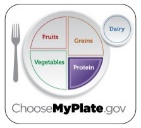 Fruits
Grains
Dairy
Vegetables
Protein
ChooseMyPlate.gov